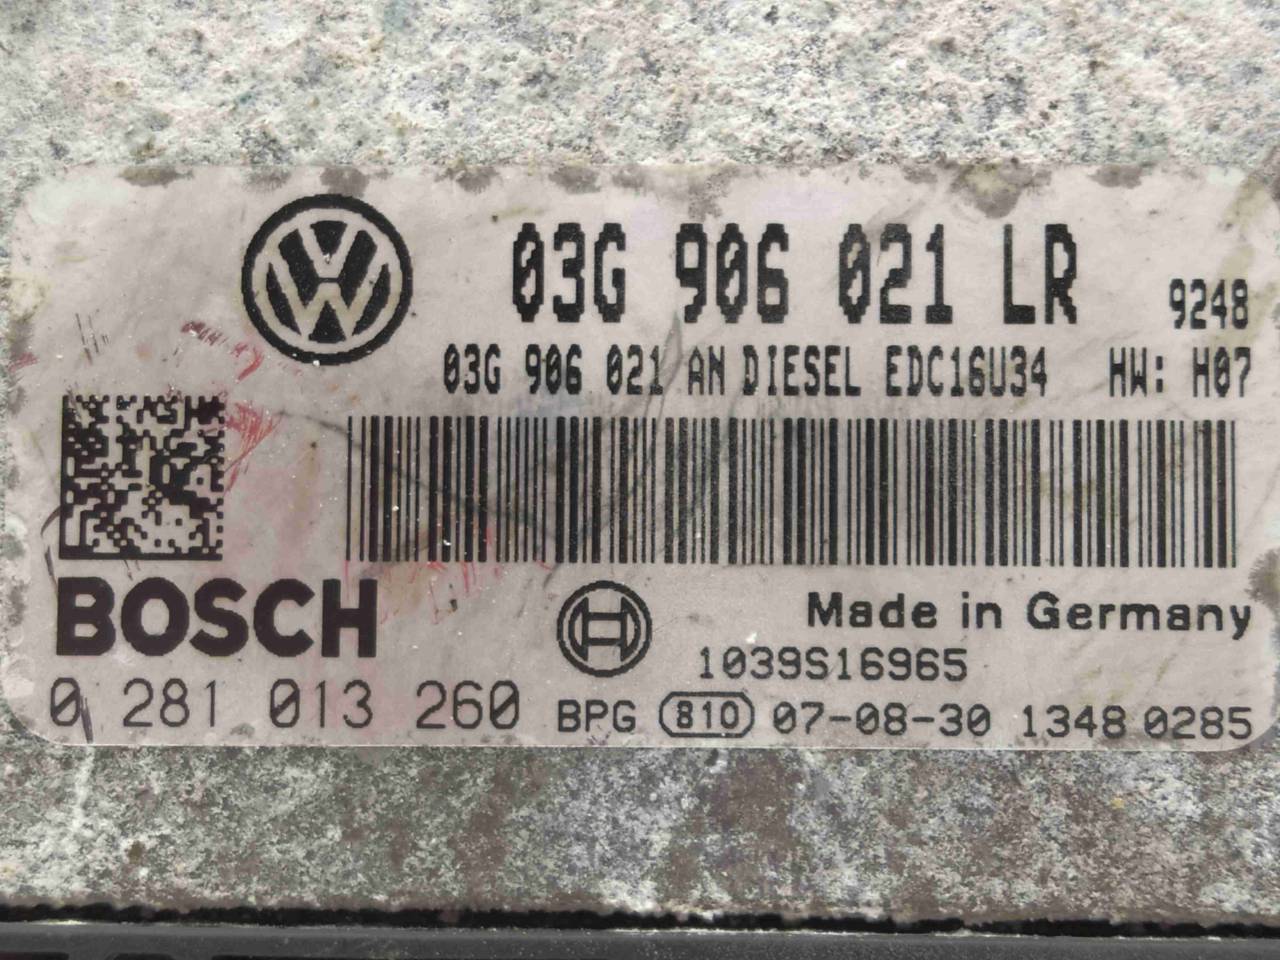 03G 906 021 LR 9248
03G 906 021 AN DIESEL EDC16U34 HW: H07
BOSCH
Made in Germany
1039S16965
0 281 013 260 BPG 810 07-08-30 1348 0285